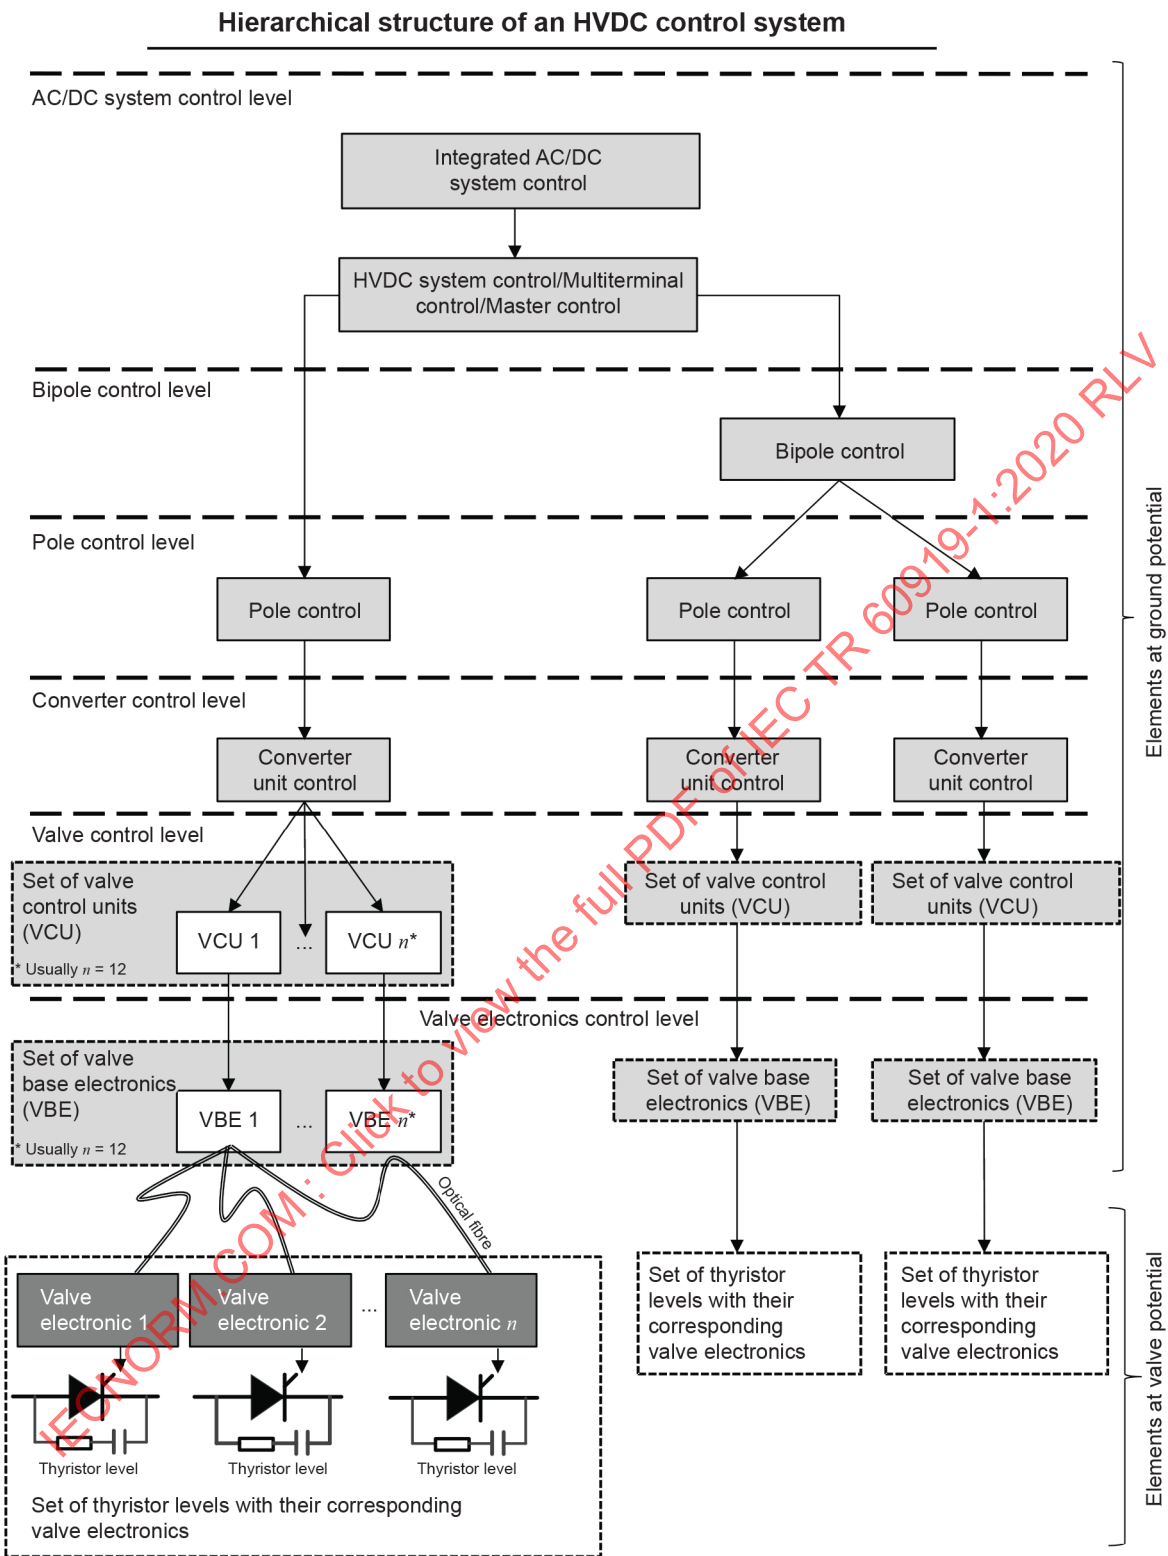 Hierarchical structure of an HVDC control system
AC/DC system control level
Integrated AC/DC
system control
HVDC system control/Multiterminal
control/Master control
Bipole control level
Bipole control
Pole control level
Pole control
Pole control
Pole control
Converter control level
Converter
unit control
Converter
unit control
Converter
unit control
Valve control level
Set of valve
control units
(VCU)
* Usually n = 12
VCU 1
...
VCU n*
Set of valve control
units (VCU)
Set of valve control
units (VCU)
Valve electronics control level
Set of valve
base electronics
(VBE)
* Usually n = 12
VBE 1
...
VBE n*
Set of valve base
electronics (VBE)
Set of valve base
electronics (VBE)
Optical fibre
Valve
electronic 1
Valve
electronic 2
...
Valve
electronic n
Thyristor level
Thyristor level
Thyristor level
Set of thyristor levels with their corresponding
valve electronics
Set of thyristor
levels with their
corresponding
valve electronics
Set of thyristor
levels with their
corresponding
valve electronics
Elements at ground potential
Elements at valve potential
IECNORM.COM : Click to view the full PDF of IEC TR 60919-1:2020 RLV